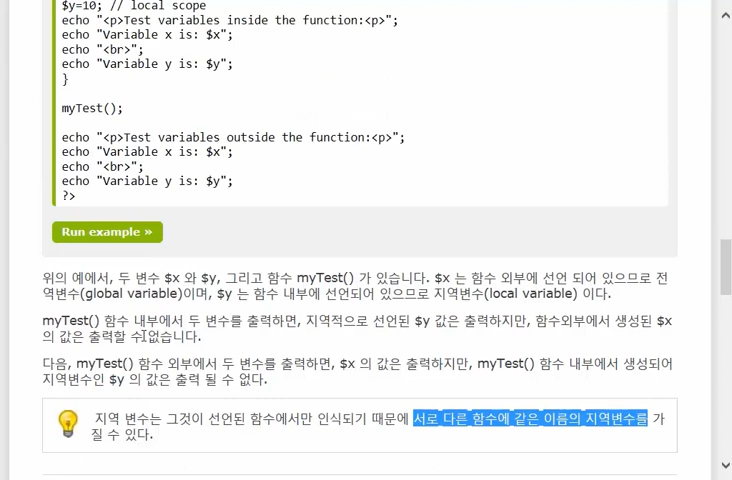 $y=10; // local scope
echo "<p>Test variables inside the function:<p>";
echo "Variable x is: $x";
echo "<br>";
echo "Variable y is: $y";
}
myTest();
echo "<p>Test variables outside the function:<p>";
echo "Variable x is: $x";
echo "<br>";
echo "Variable y is: $y";
?>
Run example »
위의 예에서, 두 변수 $x 와 $y, 그리고 함수 myTest() 가 있습니다. $x 는 함수 외부에 선언 되어 있으므로 전
역변수(global variable)이며, $y 는 함수 내부에 선언되어 있으므로 지역변수(local variable) 이다.
myTest() 함수 내부에서 두 변수를 출력하면, 지역적으로 선언된 $y 값은 출력하지만, 함수외부에서 생성된 $x
의 값은 출력할 수없습니다.
다음, myTest() 함수 외부에서 두 변수를 출력하면, $x 의 값은 출력하지만, myTest() 함수 내부에서 생성되어
지역변수인 $y 의 값은 출력 될 수 없다.
지역 변수는 그것이 선언된 함수에서만 인식되기 때문에 서로 다른 함수에 같은 이름의 지역변수를 가
질 수 있다.